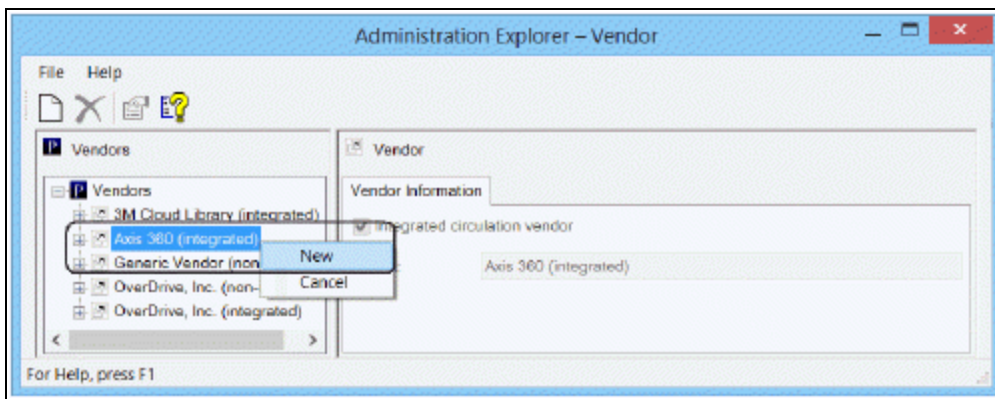 Administration Explorer – Vendor
File Help
Vendors
Vendor
Vendors
Vendor Information
3M Cloud Library (integrated)
Integrated circulation vendor
Axis 360 (integrated)
New
Generic Vendor (non
Axis 360 (integrated)
Cancel
OverDrive, Inc. (non-
OverDrive, Inc. (integrated)
For Help, press F1